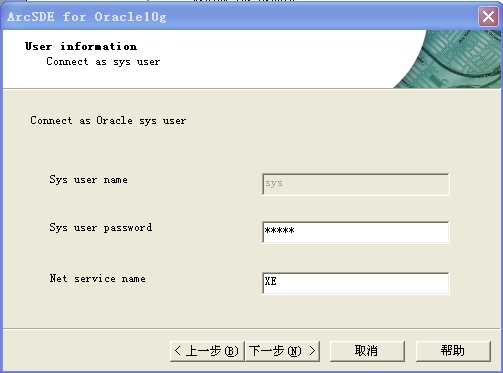 ArcSDE for Oracle10g
User information
Connect as sys user
Connect as Oracle sys user
Sys user name
sys
Sys user password
*****
Net service name
XE
< 上一步(B) 下一步(N) > 取消 帮助